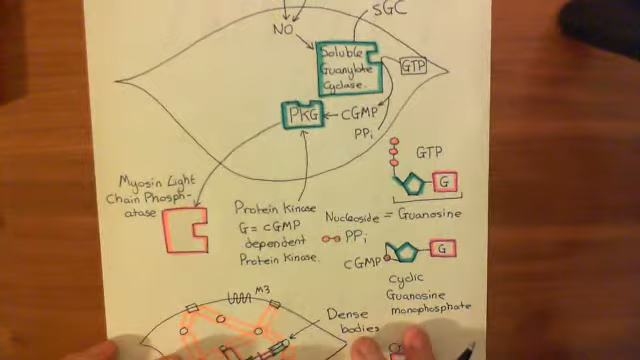 sGC
NO
Soluble
Guanylate
Cyclase.
GTP
PKG
cGMP
PPi
GTP
G
Myosin Light
Chain Phosph-
atase
Protein Kinase
G = cGMP
dependent
Protein Kinase.
Nucleoside = Guanosine
PPi
cGMP
G
cyclic
Guanosine
monophosphate
M3
Dense
bodies